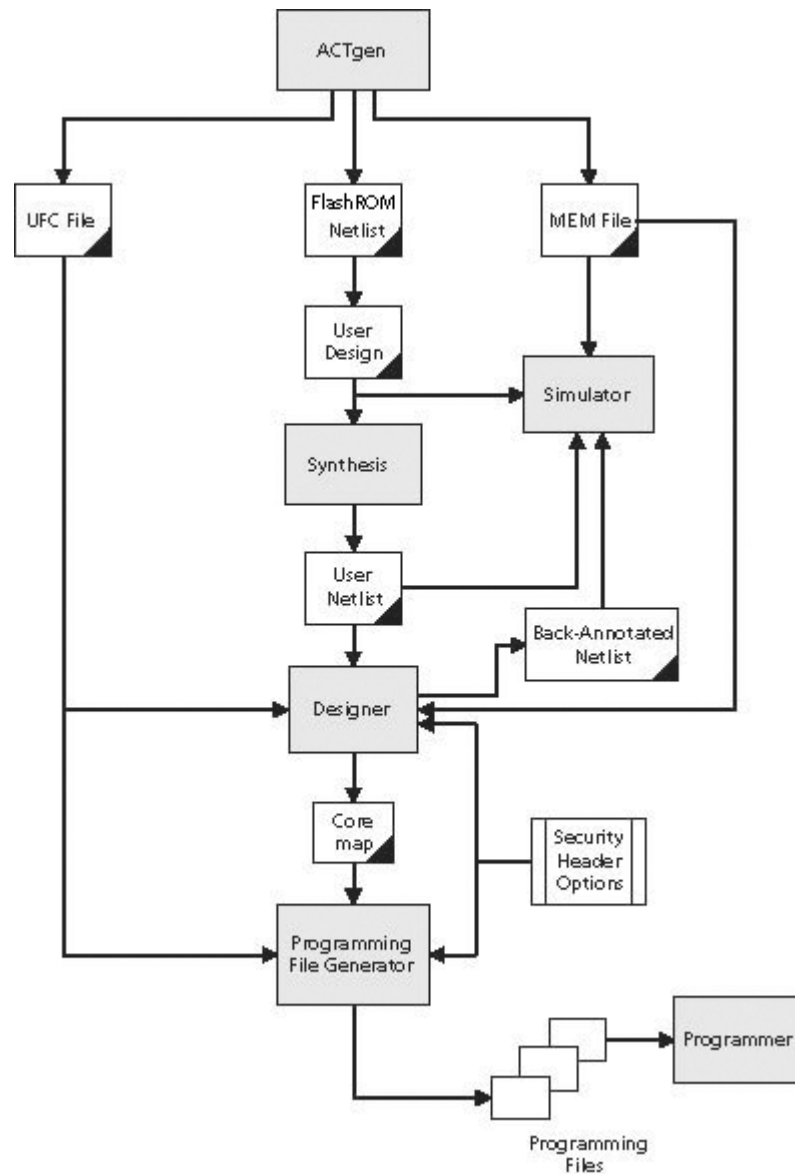 ACTgen
UFC File
FlashROM
Netlist
MEM File
User
Design
Simulator
Synthesis
User
Netlist
Back-Annotated
Netlist
Designer
Core
map
Security
Header
Options
Programming
File Generator
Programmer
Programming
Files